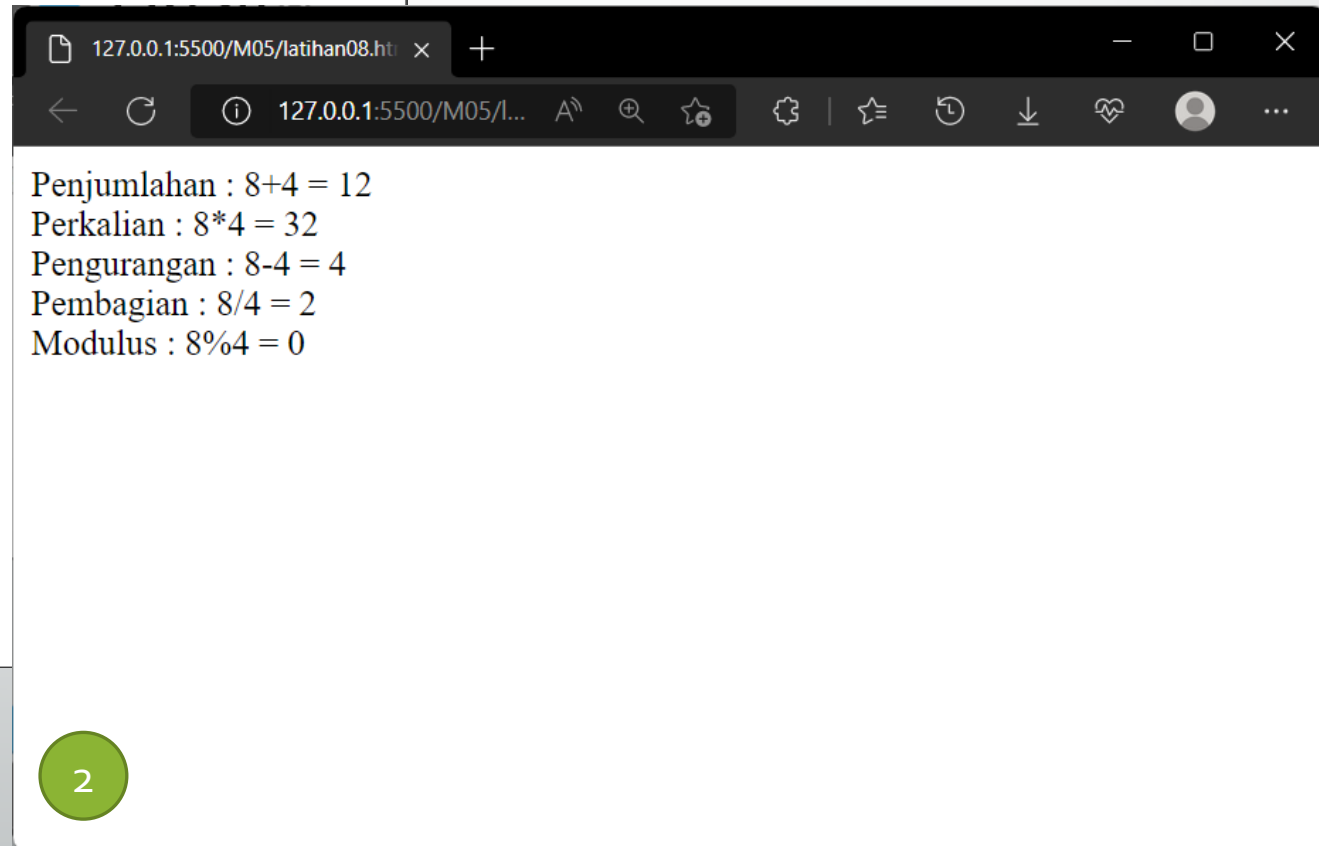 127.0.0.1:5500/M05/latihan08.ht
127.0.0.1:5500/M05/l...
Penjumlahan : 8+4 = 12
Perkalian : 8*4 = 32
Pengurangan : 8-4 = 4
Pembagian : 8/4 = 2
Modulus : 8%4 = 0
2